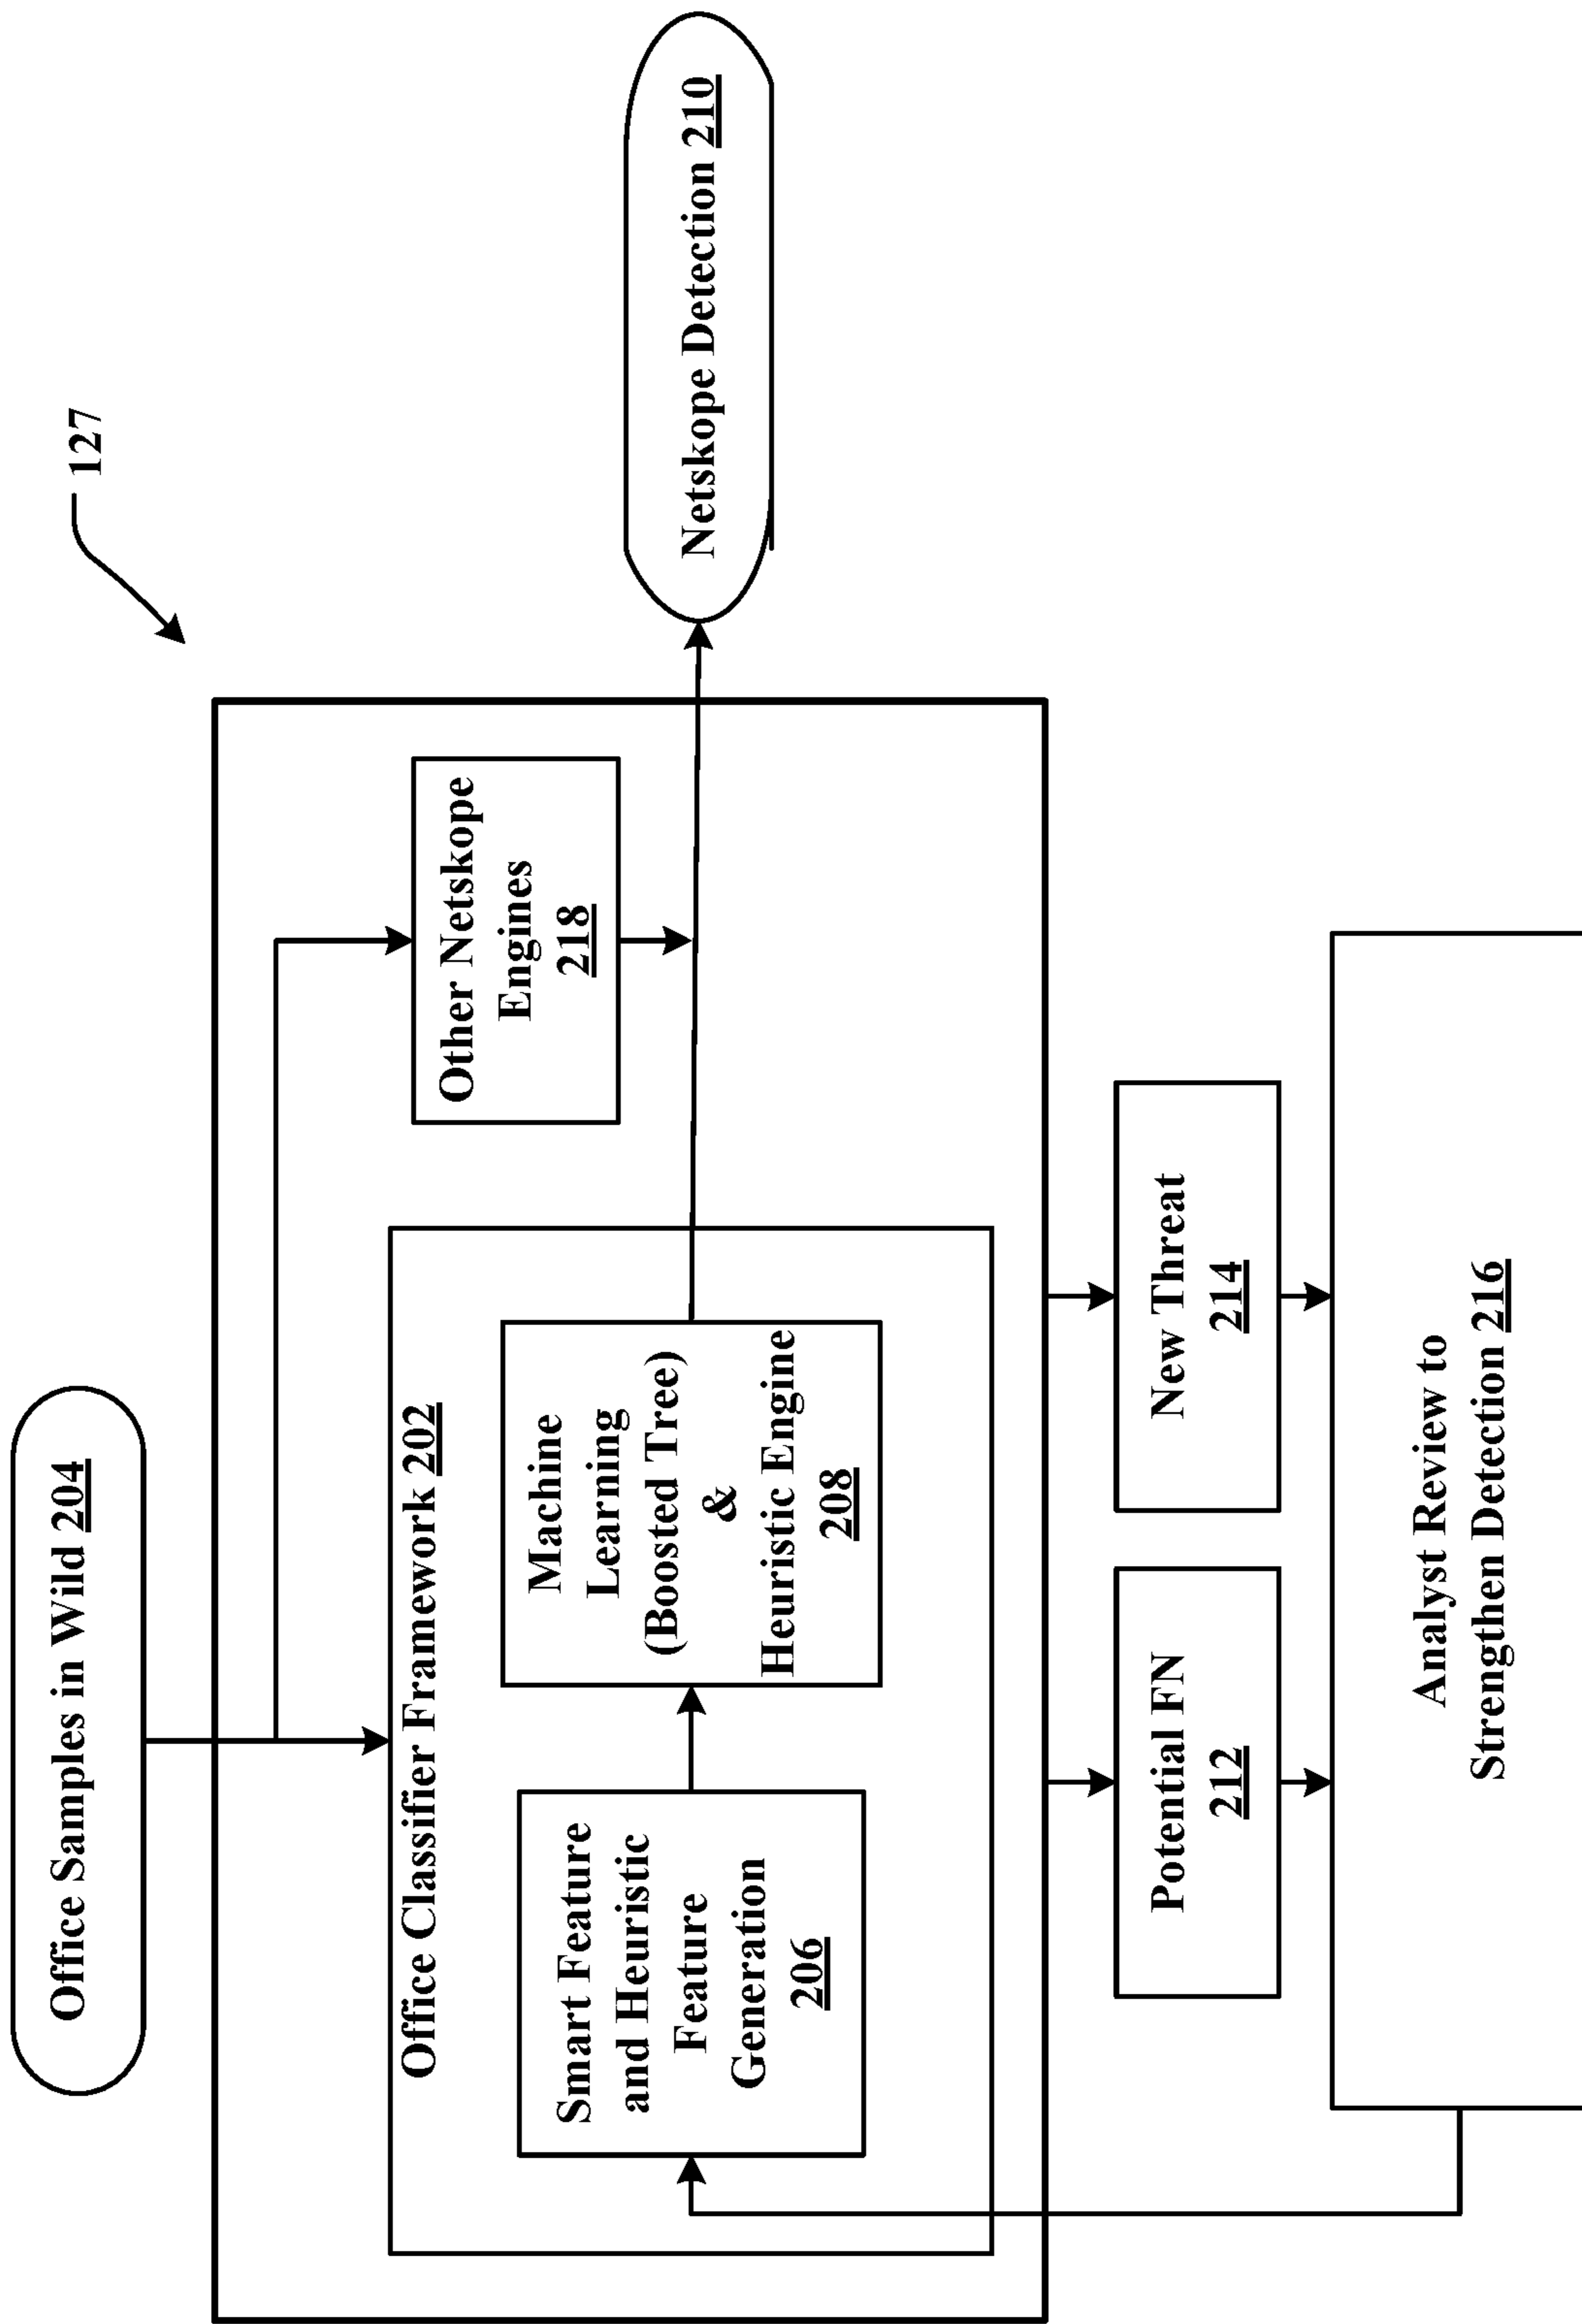 127
Office Samples in Wild 204
Office Classifier Framework 202
Smart Feature
and Heuristic
Feature
Generation
206
Machine
Learning
(Boosted Tree)
&
Heuristic Engine
208
Other Netskope
Engines
218
Netskope Detection 210
Potential FN
212
New Threat
214
Analyst Review to
Strengthen Detection 216